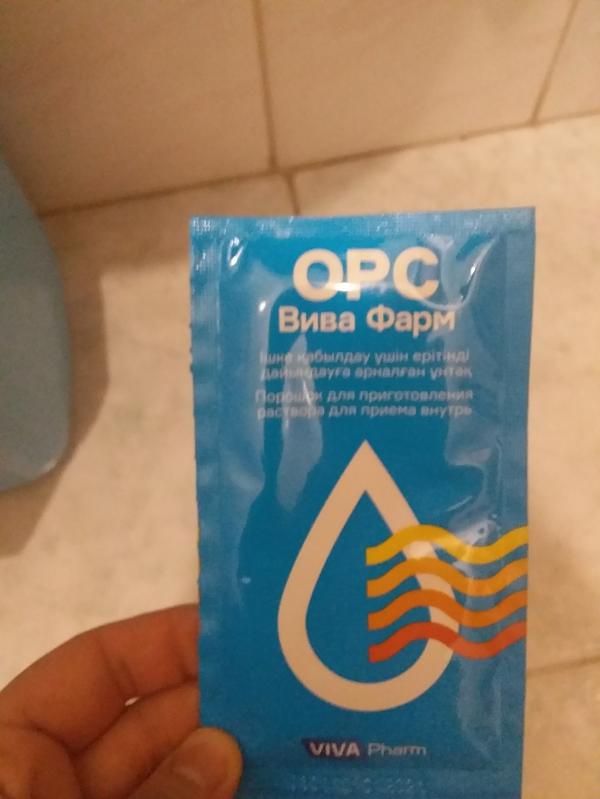 ОРС
Вива Фарм
Ішке қабылдау үшін ерітінді
дайындауға арналған ұнтақ
Порошок для приготовления
раствора для приема внутрь
VIVA Pharm